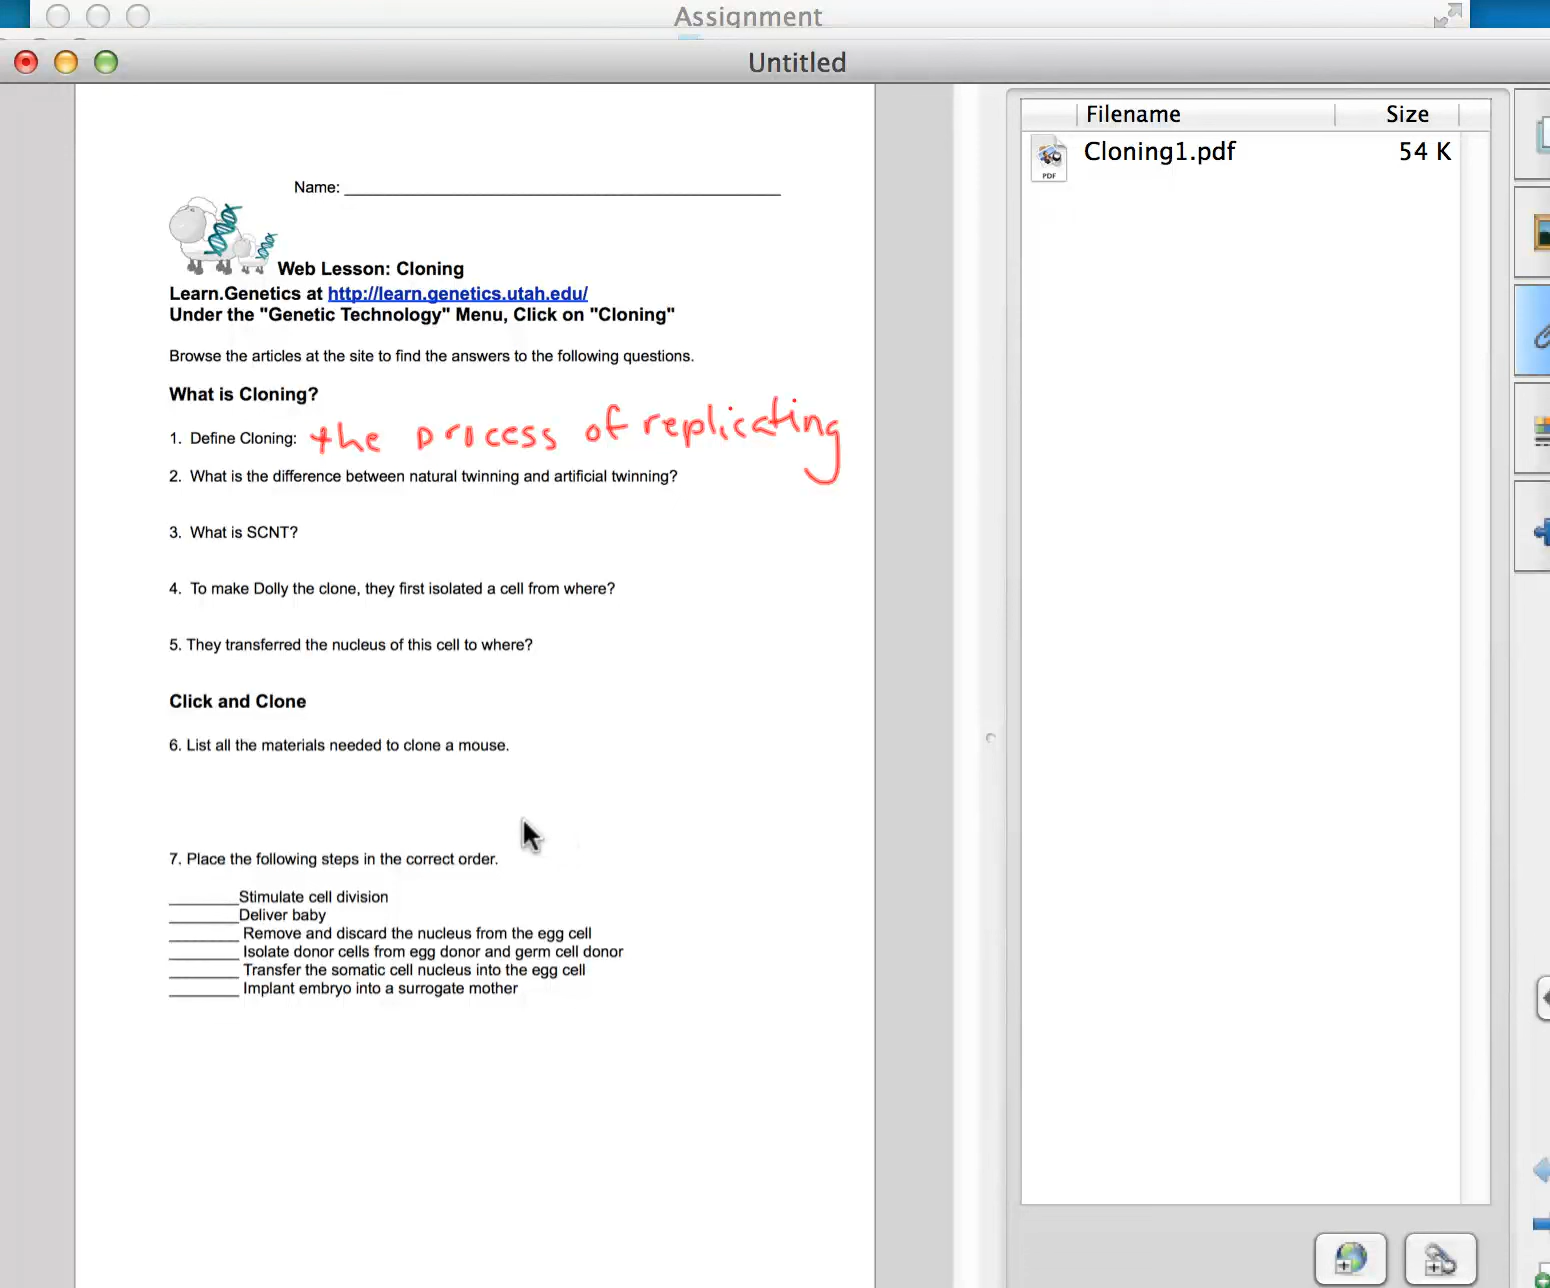 Assignment
Untitled
Filename Size
Cloning1.pdf 54 K
PDF
Name:
Web Lesson: Cloning
Learn.Genetics at http://learn.genetics.utah.edu/
Under the "Genetic Technology" Menu, Click on "Cloning"
Browse the articles at the site to find the answers to the following questions.
What is Cloning?
1. Define Cloning: the process of replicating
2. What is the difference between natural twinning and artificial twinning?
3. What is SCNT?
4. To make Dolly the clone, they first isolated a cell from where?
5. They transferred the nucleus of this cell to where?
Click and Clone
6. List all the materials needed to clone a mouse.
7. Place the following steps in the correct order.
Stimulate cell division
Deliver baby
Remove and discard the nucleus from the egg cell
Isolate donor cells from egg donor and germ cell donor
Transfer the somatic cell nucleus into the egg cell
Implant embryo into a surrogate mother